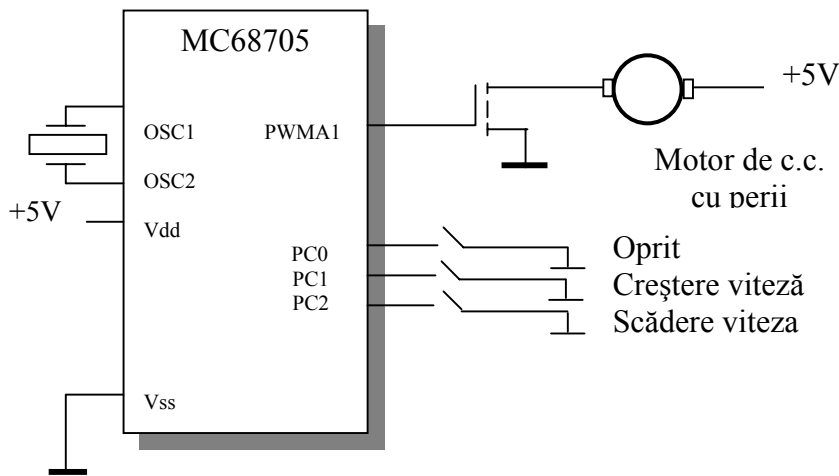 MC68705
+5V
OSC1
PWMA1
Motor de c.c.
cu perii
OSC2
+5V
Vdd
PC0
Oprit
PC1
Creştere viteză
PC2
Scădere viteza
Vss